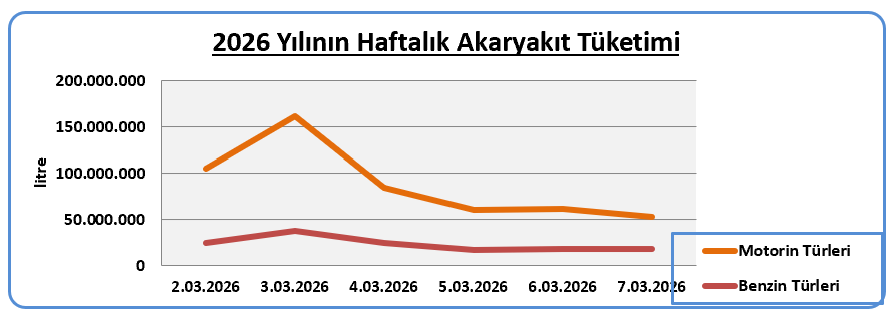 2026 Yılının Haftalık Akaryakıt Tüketimi
litre
200.000.000
150.000.000
100.000.000
50.000.000
0
2.03.2026 3.03.2026 4.03.2026 5.03.2026 6.03.2026 7.03.2026
Motorin Türleri
Benzin Türleri